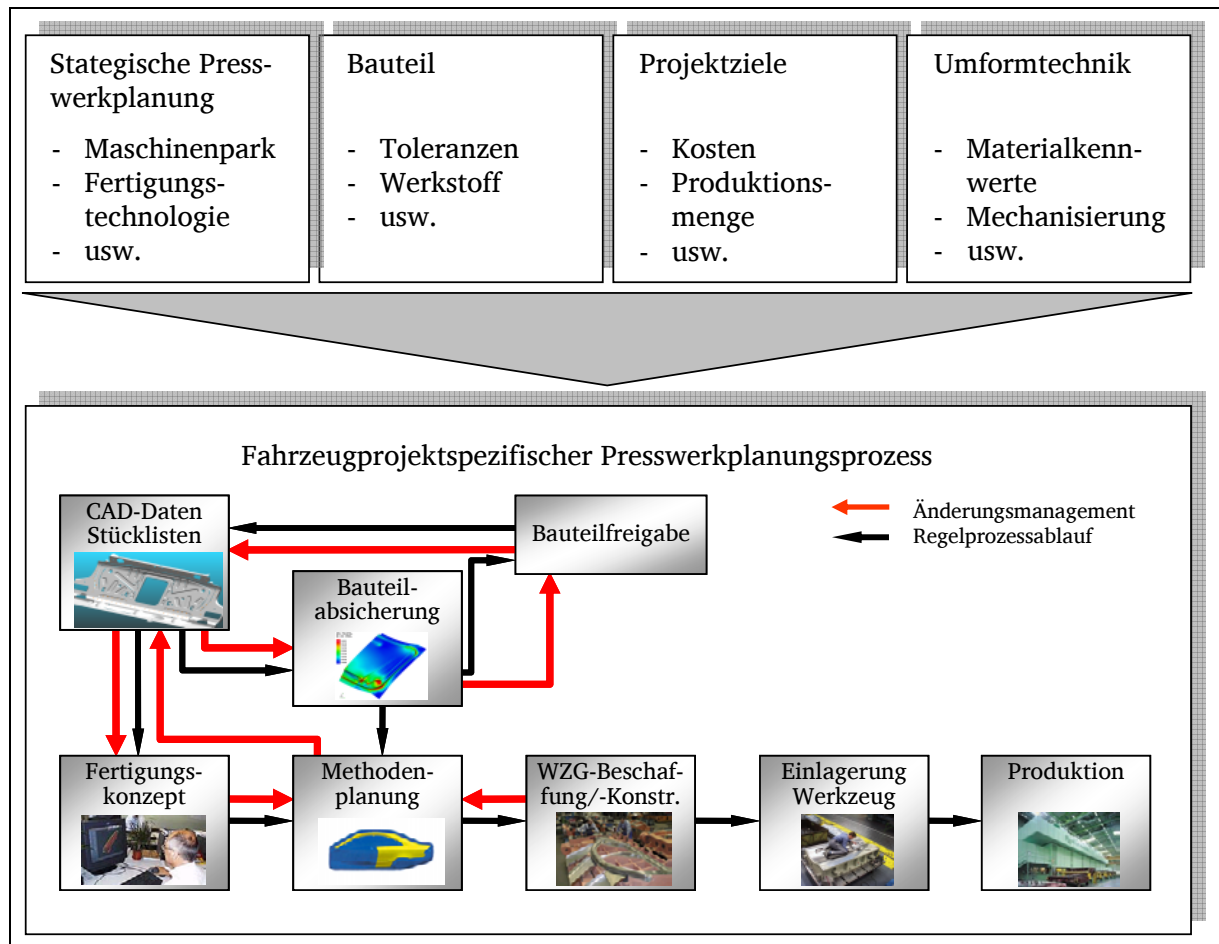 Stategische Press-
werkplanung
- Maschinenpark
- Fertigungs-
technologie
- usw.
Bauteil
- Toleranzen
- Werkstoff
- usw.
Projektziele
- Kosten
- Produktions-
menge
- usw.
Umformtechnik
- Materialkenn-
werte
- Mechanisierung
- usw.
Fahrzeugprojektspezifischer Presswerkplanungsprozess
CAD-Daten
Stücklisten
Bauteilfreigabe
Änderungsmanagement
Regelprozessablauf
Bauteil-
absicherung
Fertigungs-
konzept
Methoden-
planung
WZG-Beschaf-
fung/-Konstr.
Einlagerung
Werkzeug
Produktion